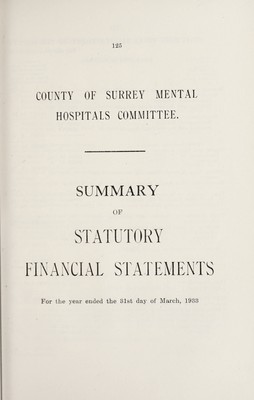 125
COUNTY OF SURREY MENTAL
HOSPITALS COMMITTEE.
SUMMARY
OF
STATUTORY
FINANCIAL STATEMENTS
For the year ended the 31st day of March,